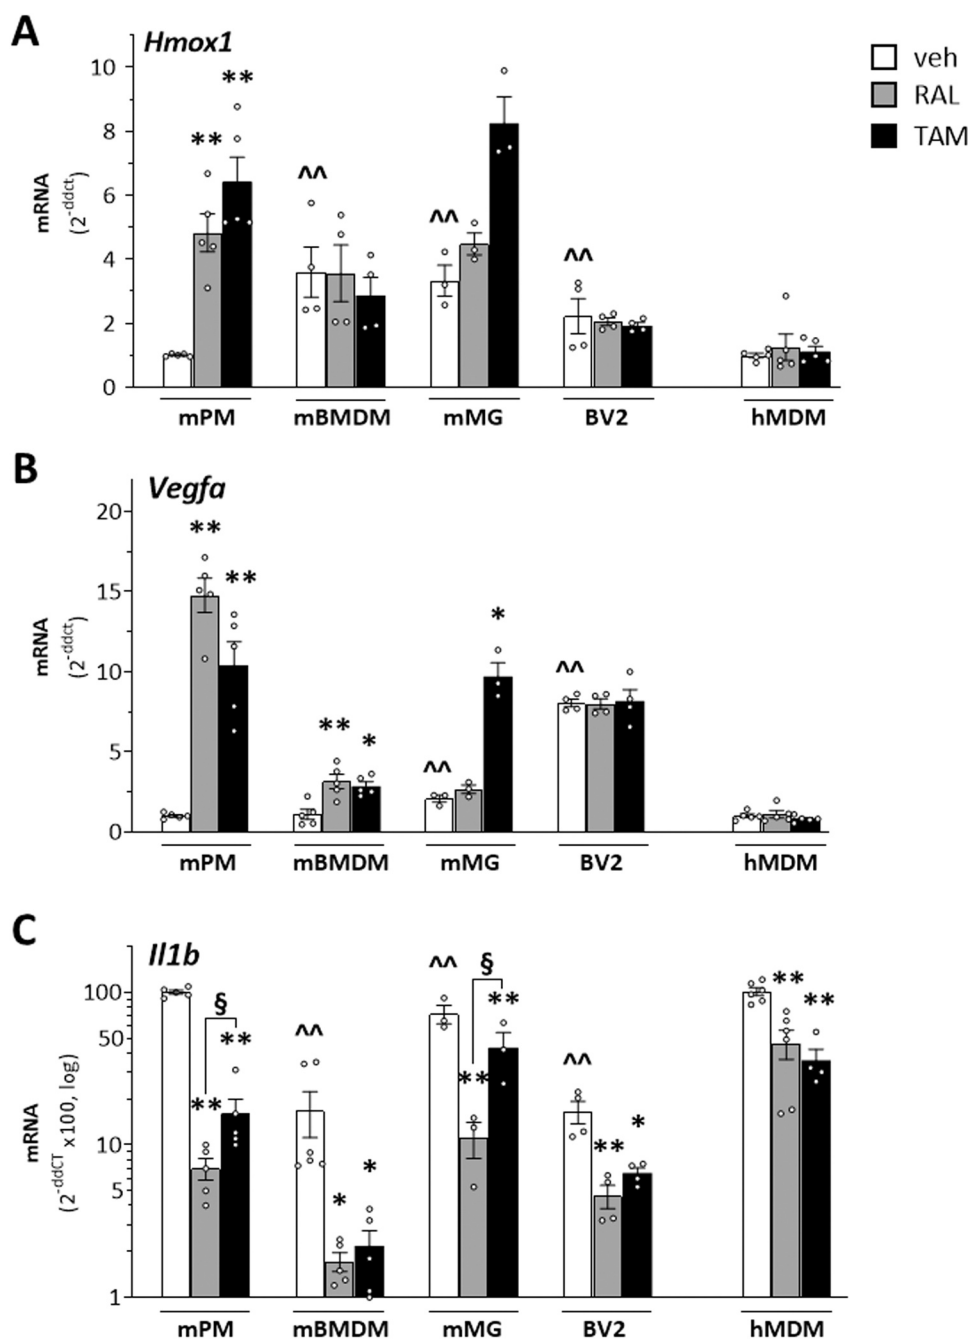 A
Hmox1
veh
RAL
TAM
mRNA
(2-ddct)
10
8
6
4
2
0
**
**
^^
^^
^^
mPM
mBMDM
mMG
BV2
hMDM
B
Vegfa
mRNA
(2-ddct)
20
15
10
5
0
**
**
**
*
^^
*
^^
mPM
mBMDM
mMG
BV2
hMDM
C
Il1b
mRNA
(2-ddCT x100, log)
100
50
10
5
1
**
§
**
^^
*
*
^^
§
**
**
^^
**
*
**
**
mPM
mBMDM
mMG
BV2
hMDM